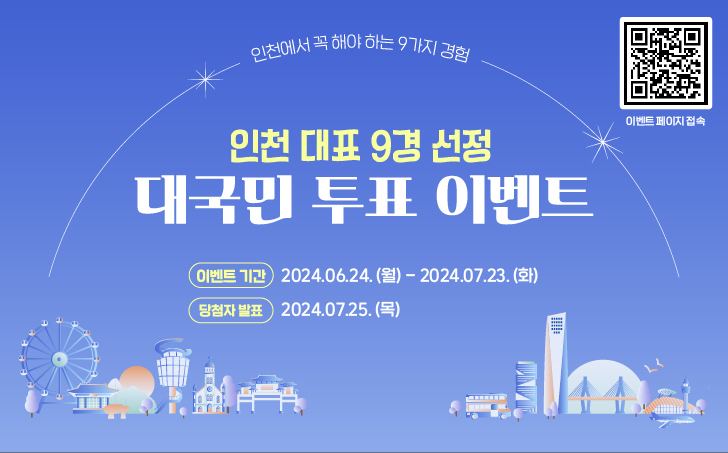 인천에서 꼭 해야 하는 9가지 경험
이벤트 페이지 접속
인천 대표 9경 선정
대국민 투표 이벤트
이벤트 기간 2024.06.24. (월) - 2024.07.23. (화)
당첨자 발표 2024.07.25. (목)